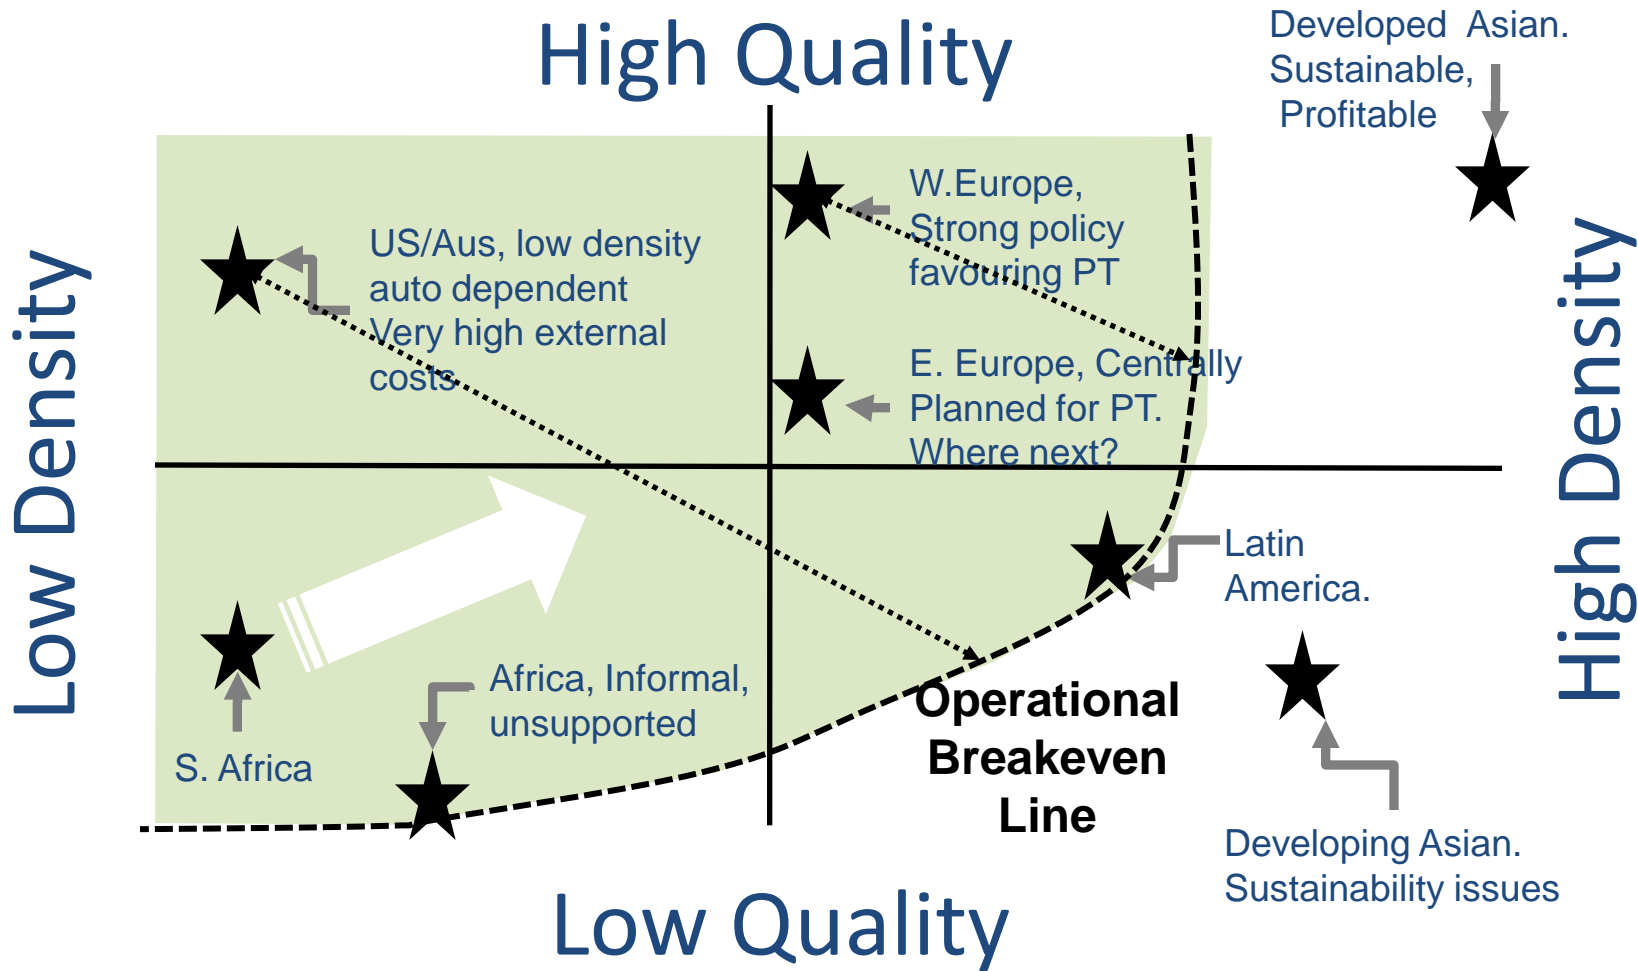 High Quality
Developed Asian.
Sustainable,
Profitable
W.Europe,
Strong policy
favouring PT
US/Aus, low density
auto dependent
Very high external
costs
E. Europe, Centrally
Planned for PT.
Where next?
Low Density
High Density
Latin
America.
Africa, Informal,
unsupported
S. Africa
Operational
Breakeven
Line
Developing Asian.
Sustainability issues
Low Quality